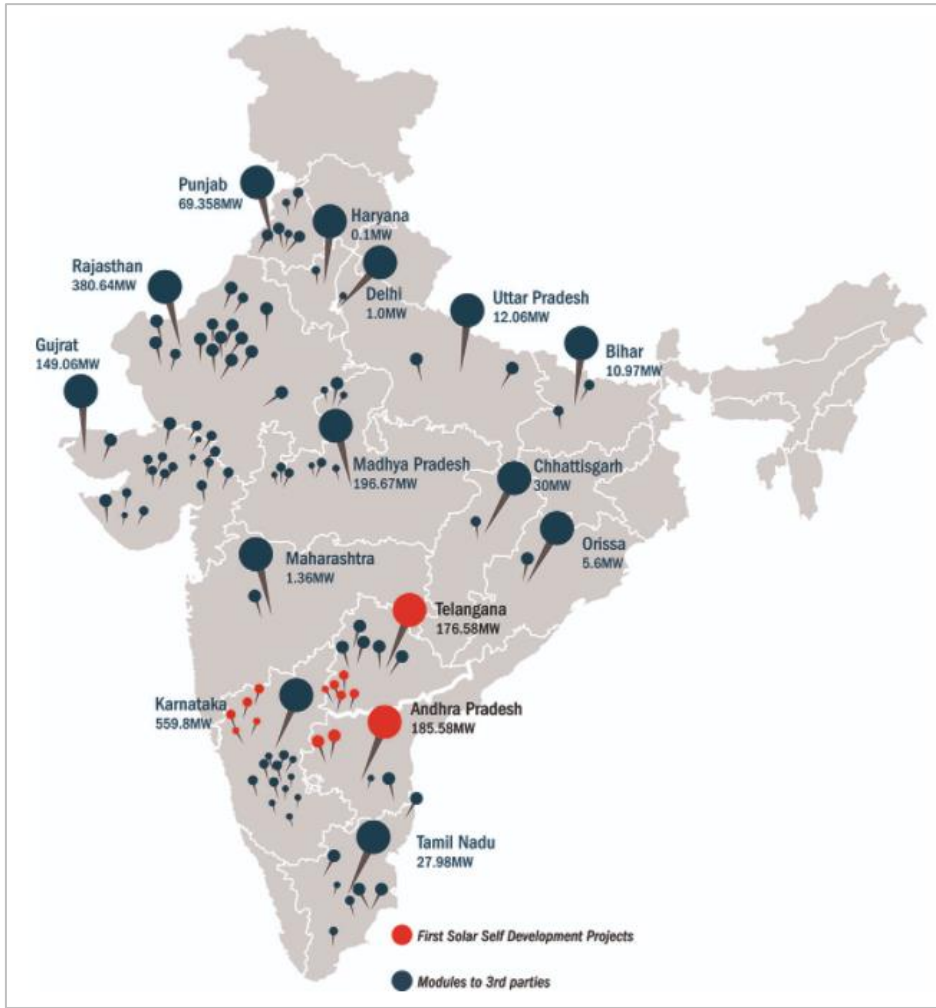 Punjab
69.358MW
Haryana
0.1MW
Rajasthan
380.64MW
Delhi
1.0MW
Uttar Pradesh
12.06MW
Gujrat
149.06MW
Bihar
10.97MW
Madhya Pradesh
196.67MW
Chhattisgarh
30MW
Orissa
5.6MW
Maharashtra
1.36MW
Telangana
176.58MW
Karnataka
559.8MW
Andhra Pradesh
185.58MW
Tamil Nadu
27.98MW
First Solar Self Development Projects
Modules to 3rd parties